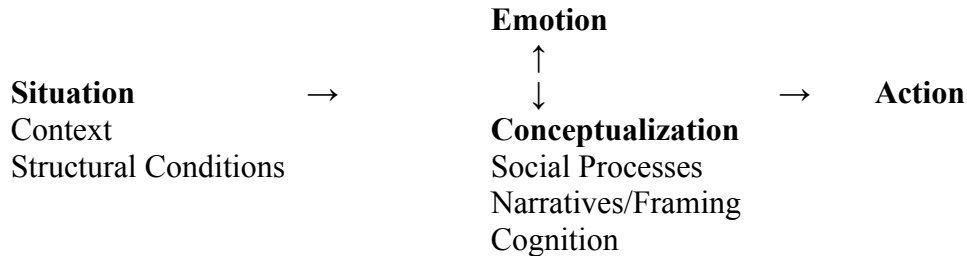 Emotion
↑
Situation → ↓ → Action
Context Conceptualization
Structural Conditions Social Processes
Narratives/Framing
Cognition